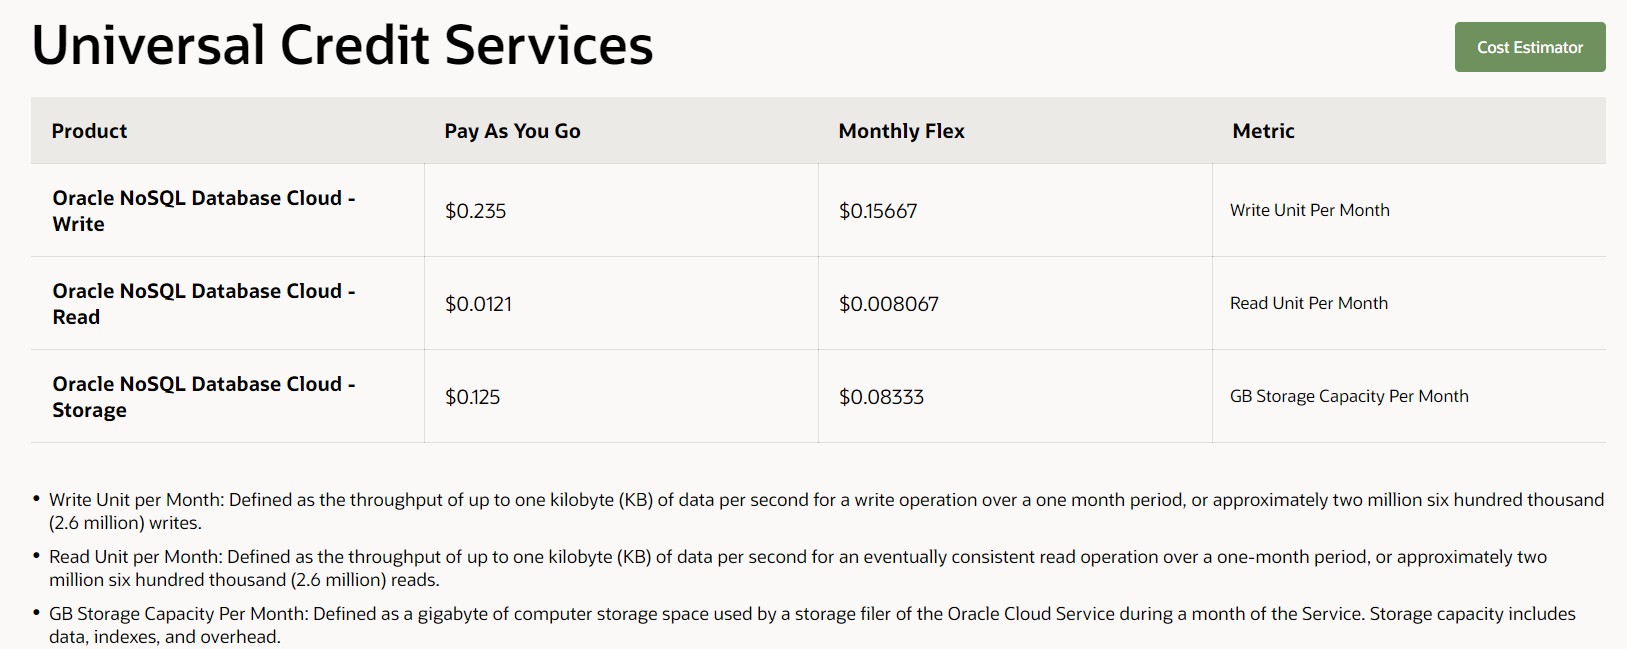 Universal Credit Services
Cost Estimator
Product Pay As You Go Monthly Flex Metric
Oracle NoSQL Database Cloud -
Write
$0.235 $0.15667 Write Unit Per Month
Oracle NoSQL Database Cloud -
Read
$0.0121 $0.008067 Read Unit Per Month
Oracle NoSQL Database Cloud -
Storage
$0.125 $0.08333 GB Storage Capacity Per Month
• Write Unit per Month: Defined as the throughput of up to one kilobyte (KB) of data per second for a write operation over a one month period, or approximately two million six hundred thousand
(2.6 million) writes.
• Read Unit per Month: Defined as the throughput of up to one kilobyte (KB) of data per second for an eventually consistent read operation over a one-month period, or approximately two
million six hundred thousand (2.6 million) reads.
• GB Storage Capacity Per Month: Defined as a gigabyte of computer storage space used by a storage filer of the Oracle Cloud Service during a month of the Service. Storage capacity includes
data, indexes, and overhead.